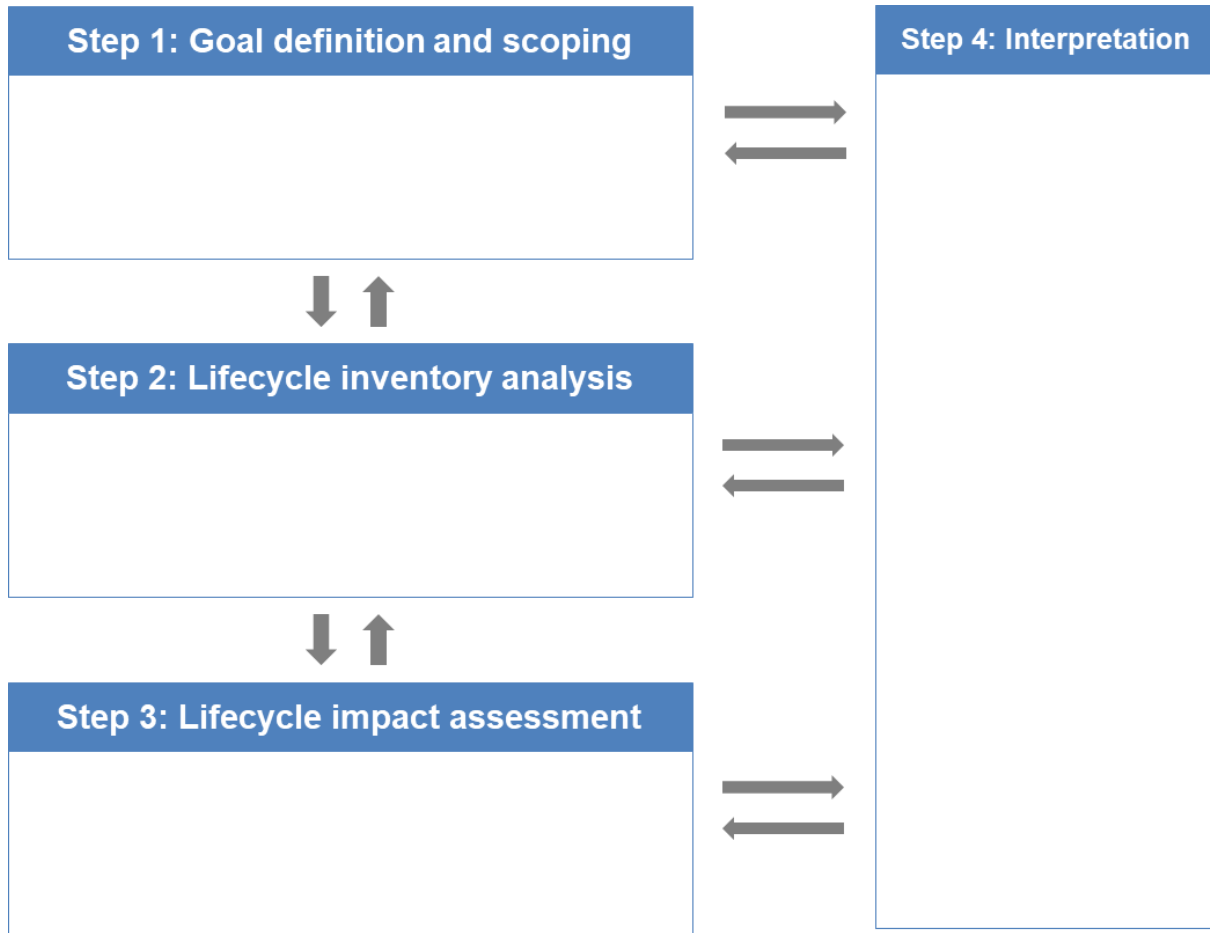 Step 1: Goal definition and scoping
Step 4: Interpretation
Step 2: Lifecycle inventory analysis
Step 3: Lifecycle impact assessment